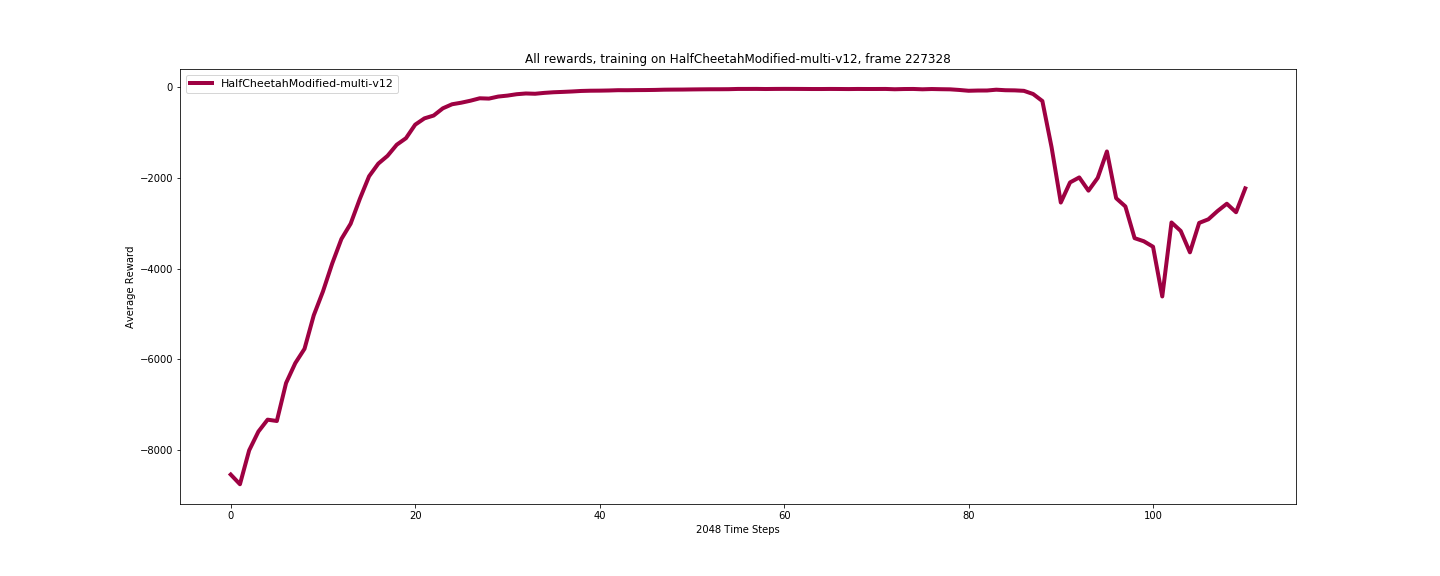 All rewards, training on HalfCheetahModified-multi-v12, frame 227328
HalfCheetahModified-multi-v12
0
−2000
−4000
−6000
−8000
Average Reward
0 20 40 60 80 100
2048 Time Steps